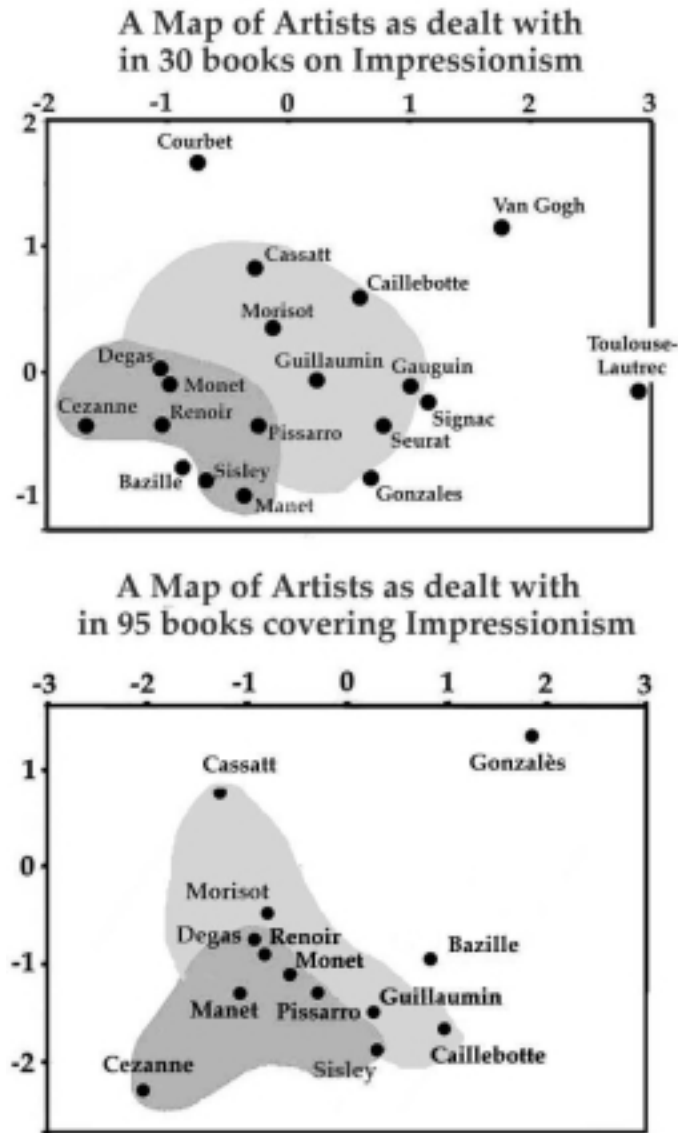 A Map of Artists as dealt with
in 30 books on Impressionism
-2 -1 0 1 2 3
2
Courbet
Van Gogh
1
Cassatt
Caillebotte
Morisot
Toulouse-
Lautrec
Degas
Guillaumin
Gauguin
0
Monet
Cezanne
Renoir
Pissarro
Signac
Seurat
Bazille
Sisley
Gonzales
-1
Manet
A Map of Artists as dealt with
in 95 books covering Impressionism
-3 -2 -1 0 1 2 3
Cassatt
Gonzalès
1
0
Morisot
Degas
Renoir
Bazille
-1
Monet
Manet
Pissarro
Guillaumin
-2
Cezanne
Sisley
Caillebotte